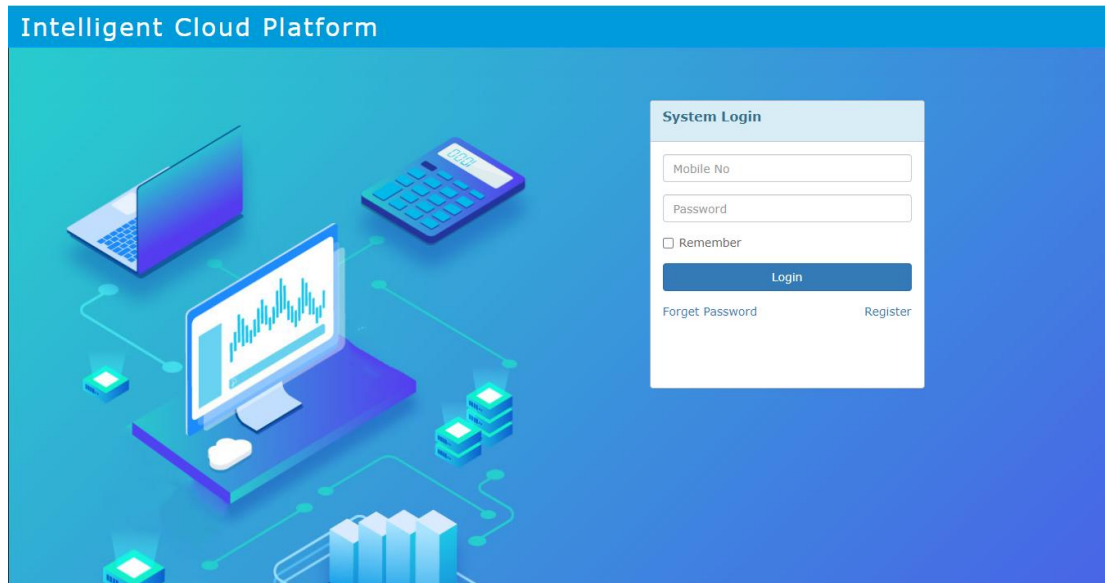 Intelligent Cloud Platform
System Login
Mobile No
Password
Remember
Login
Forget Password Register